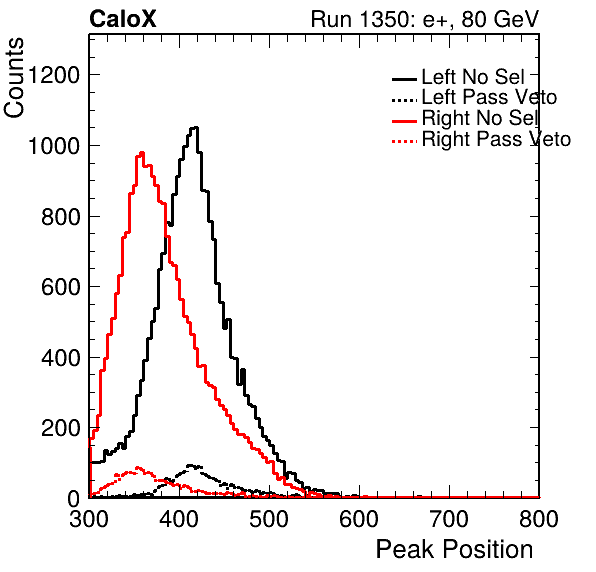 CaloX Run 1350: e+, 80 GeV
Counts
Left No Sel
Left Pass Veto
Right No Sel
Right Pass Veto
1200
1000
800
600
400
200
0
300 400 500 600 700 800
Peak Position